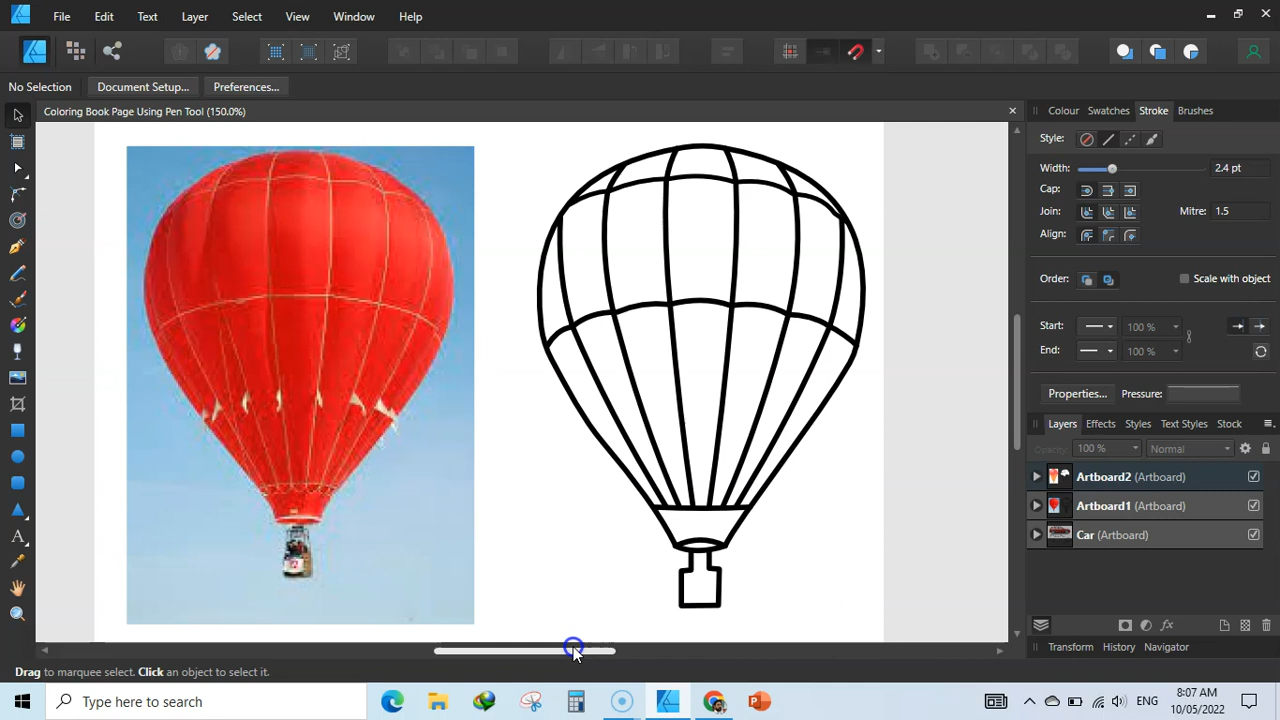 File Edit Text Layer Select View Window Help
No Selection Document Setup... Preferences...
Coloring Book Page Using Pen Tool (150.0%)
Colour Swatches Stroke Brushes
Style:
Width: 2.4 pt
Cap:
Join: Mitre: 1.5
Align:
Order: Scale with object
Start: 100 %
End: 100 %
Properties... Pressure:
Layers Effects Styles Text Styles Stock
Opacity: 100 % Normal
Artboard2 (Artboard)
Artboard1 (Artboard)
Car (Artboard)
Transform History Navigator
Drag to marquee select. Click an object to select it.
Type here to search
ENG
8:07 AM
10/05/2022